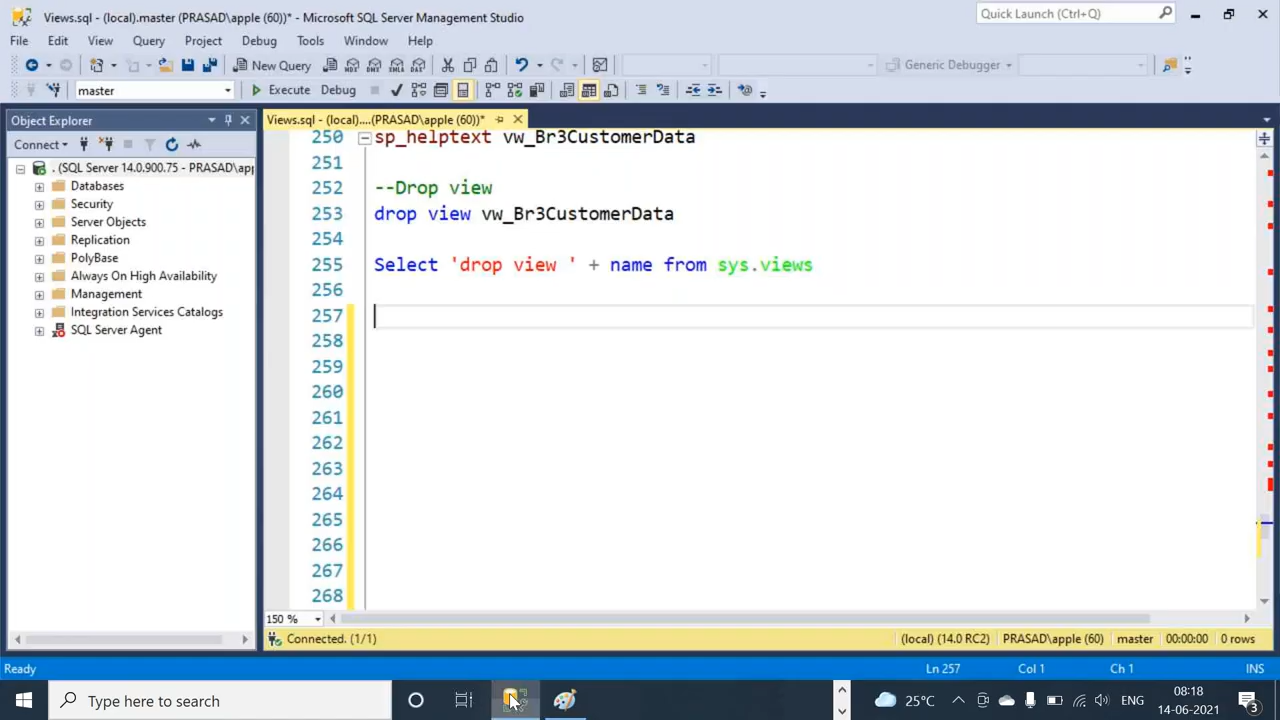 Views.sql - (local).master (PRASAD\apple (60))* - Microsoft SQL Server Management Studio
Quick Launch (Ctrl+Q)
File Edit View Query Project Debug Tools Window Help
New Query
MDX DMX XMLA DAX
Generic Debugger
master
Execute Debug
Object Explorer
Views.sql - (local)....(PRASAD\apple (60))*
Connect
. (SQL Server 14.0.900.75 - PRASAD\app
Databases
Security
Server Objects
Replication
PolyBase
Always On High Availability
Management
Integration Services Catalogs
SQL Server Agent
250 sp_helptext vw_Br3CustomerData
251
252 --Drop view
253 drop view vw_Br3CustomerData
254
255 Select 'drop view ' + name from sys.views
256
257
258
259
260
261
262
263
264
265
266
267
268
150 %
Connected. (1/1)
(local) (14.0 RC2) PRASAD\apple (60) master 00:00:00 0 rows
Ready
Ln 257 Col 1 Ch 1 INS
Type here to search
25°C
ENG
08:18
14-06-2021
3